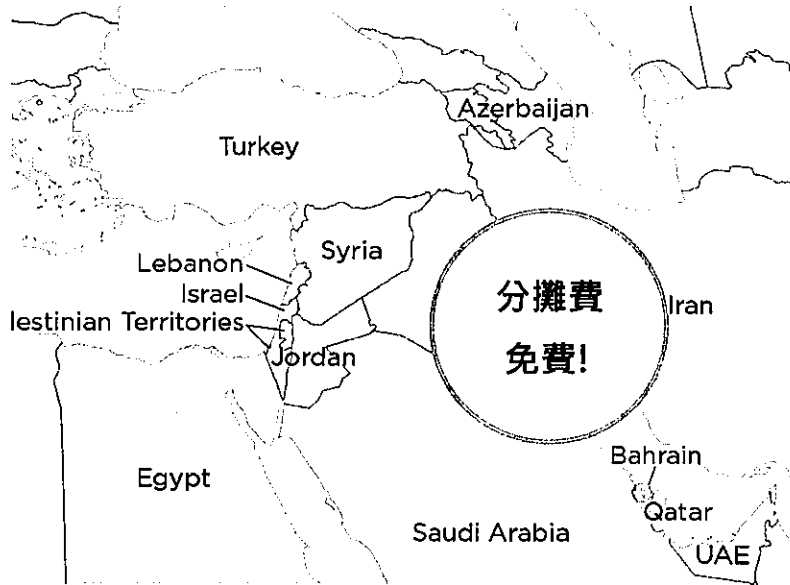 Azerbaijan
Turkey
Syria
Lebanon
Israel
lestinian Territories
Jordan
分攤費
免費!
Iran
Egypt
Bahrain
Qatar
Saudi Arabia
UAE